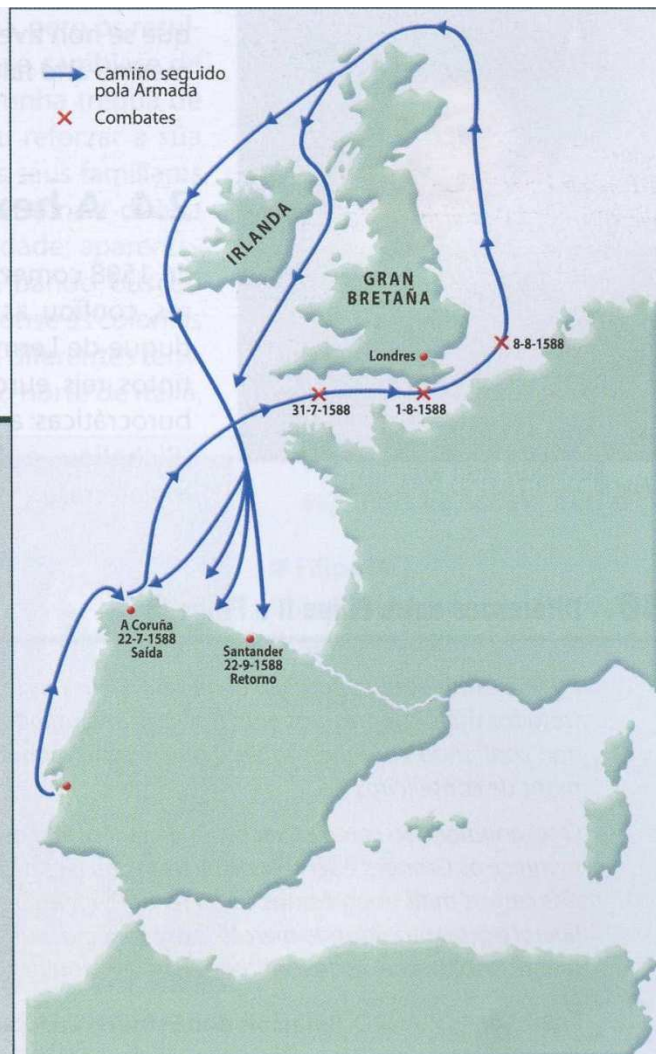 Camiño seguido
pola Armada
Combates
IRLANDA
GRAN
BRETAÑA
Londres
8-8-1588
31-7-1588
1-8-1588
A Coruña
22-7-1588
Saída
Santander
22-9-1588
Retorno